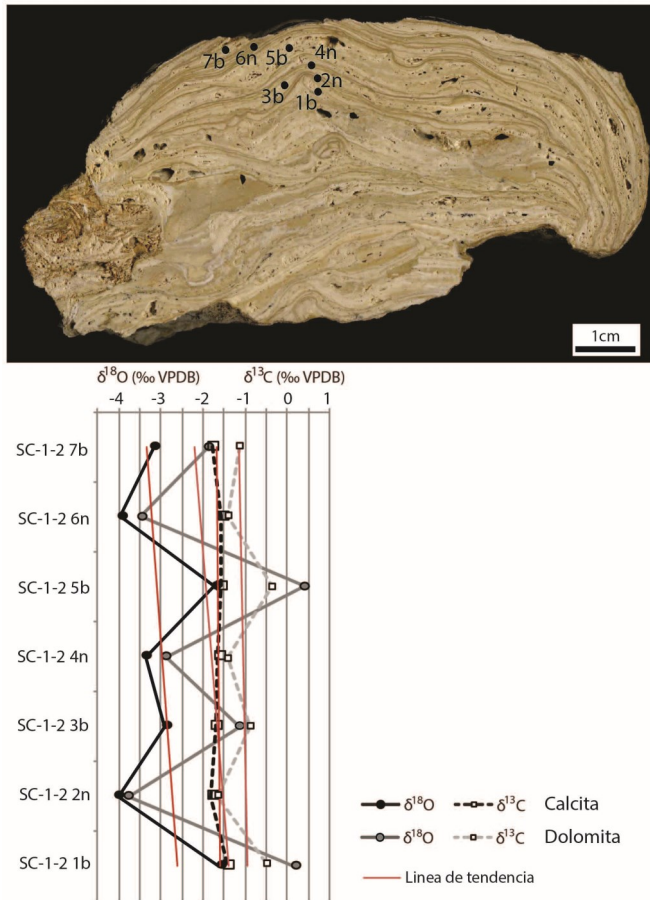 7b 6n 5b 4n
3b 2n
1b
1cm
δ¹⁸O (‰ VPDB) δ¹³C (‰ VPDB)
-4 -3 -2 -1 0 1
SC-1-2 7b
SC-1-2 6n
SC-1-2 5b
SC-1-2 4n
SC-1-2 3b
SC-1-2 2n
SC-1-2 1b
δ¹⁸O δ¹³C Calcita
δ¹⁸O δ¹³C Dolomita
Linea de tendencia